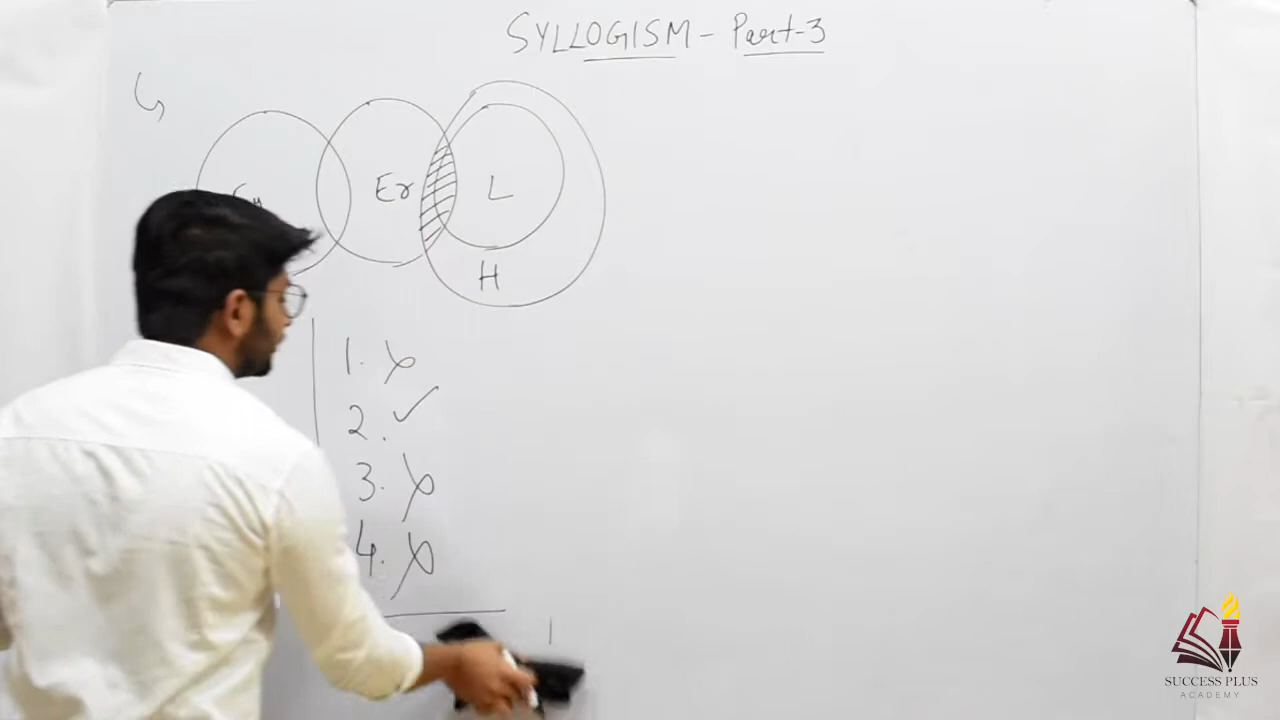 SYLLOGISM - Part-3
Er
L
H
1.
2.
3.
4.
SUCCESS PLUS
ACADEMY